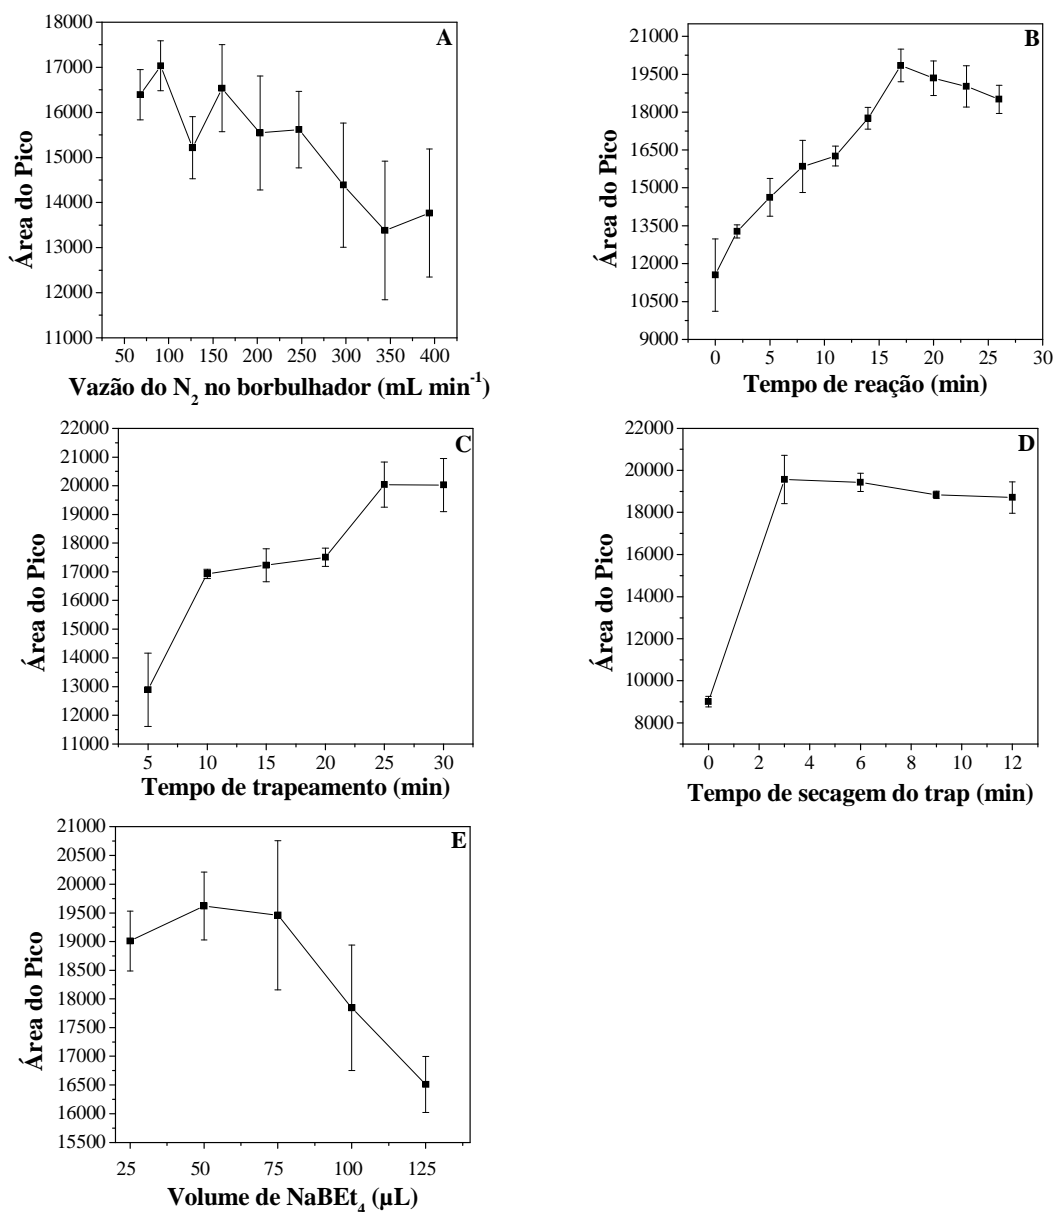 A
Área do Pico
18000
17000
16000
15000
14000
13000
12000
11000
50 100 150 200 250 300 350 400
Vazão do N2 no borbulhador (mL min-1)
B
Área do Pico
21000
19500
18000
16500
15000
13500
12000
10500
9000
0 5 10 15 20 25 30
Tempo de reação (min)
C
Área do Pico
22000
21000
20000
19000
18000
17000
16000
15000
14000
13000
12000
11000
5 10 15 20 25 30
Tempo de trapeamento (min)
D
Área do Pico
22000
20000
18000
16000
14000
12000
10000
8000
0 2 4 6 8 10 12
Tempo de secagem do trap (min)
E
Área do Pico
21000
20500
20000
19500
19000
18500
18000
17500
17000
16500
16000
15500
25 50 75 100 125
Volume de NaBEt4 (µL)